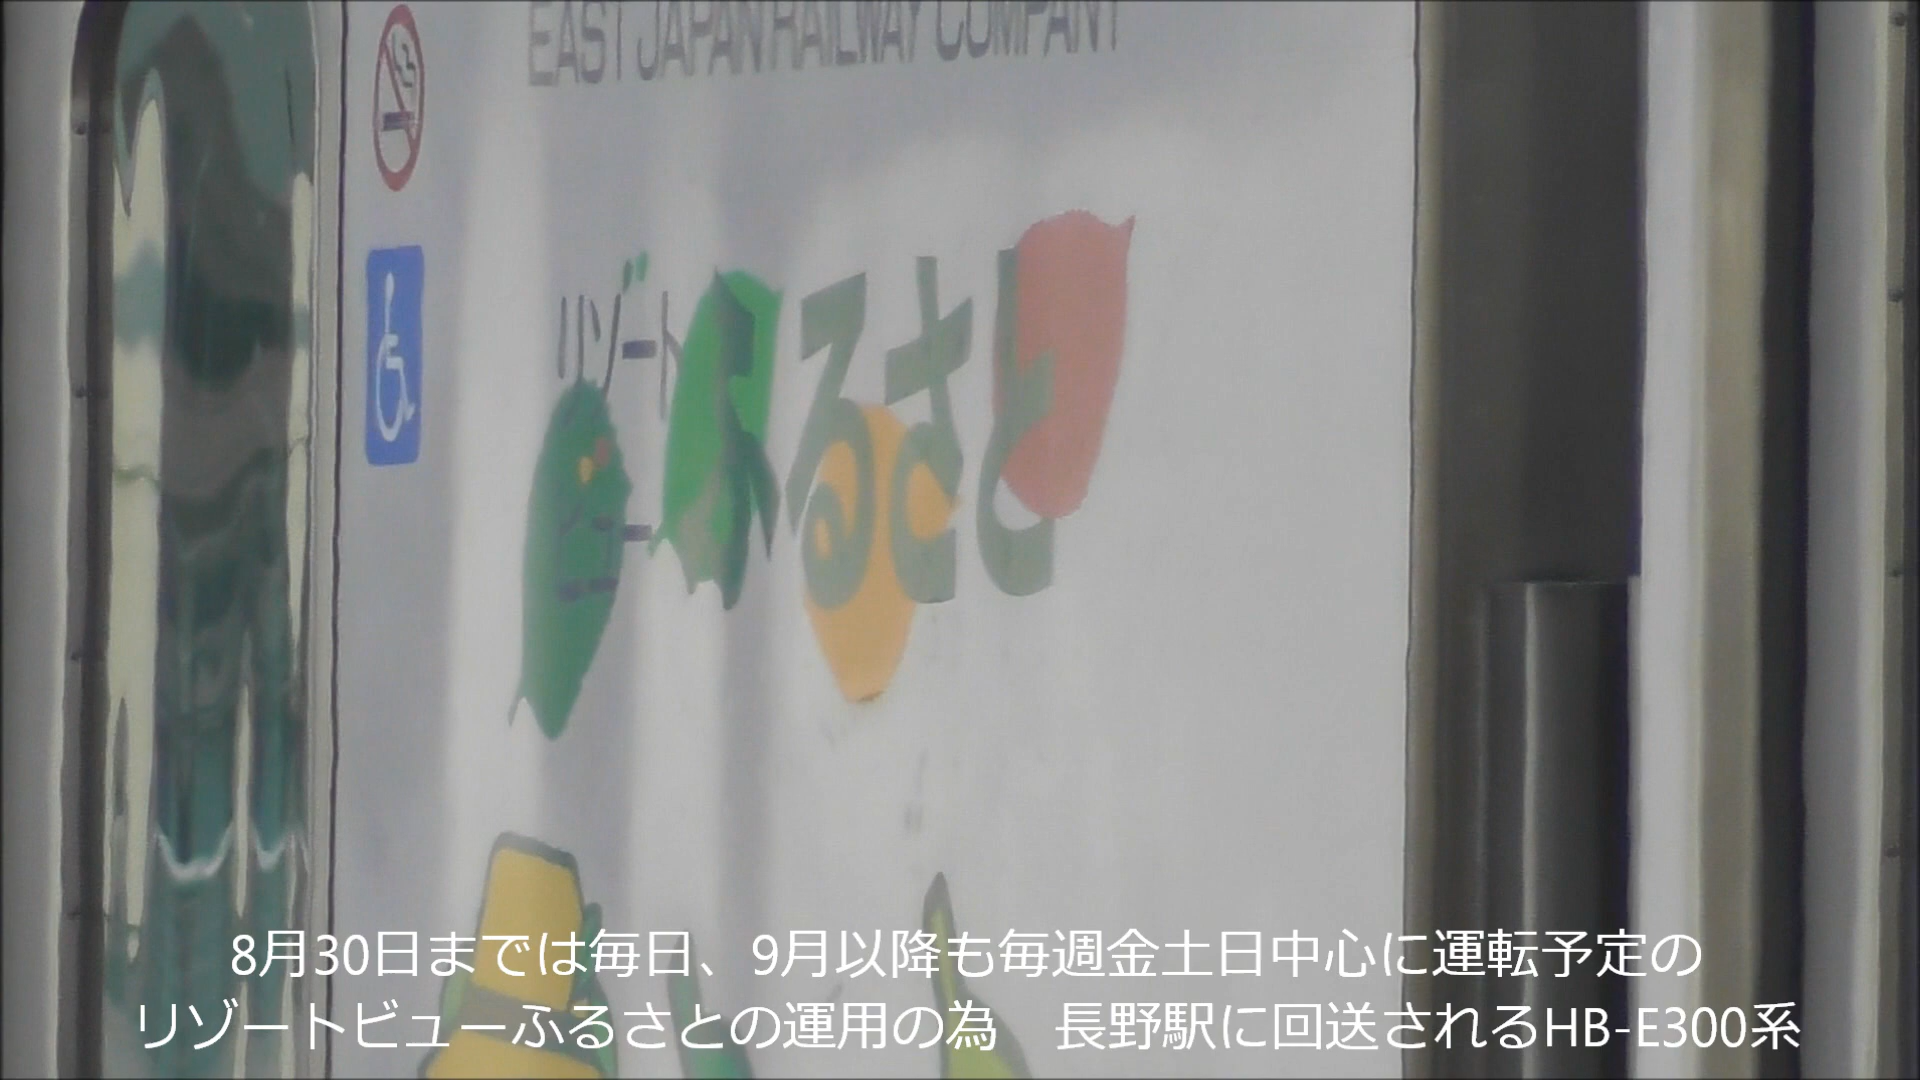 EAST JAPAN RAILWAY COMPANY
リゾート
ビュー
ふるさと
8月30日までは毎日、9月以降も毎週金土日中心に運転予定の
リゾートビューふるさとの運用の為　長野駅に回送されるHB-E300系